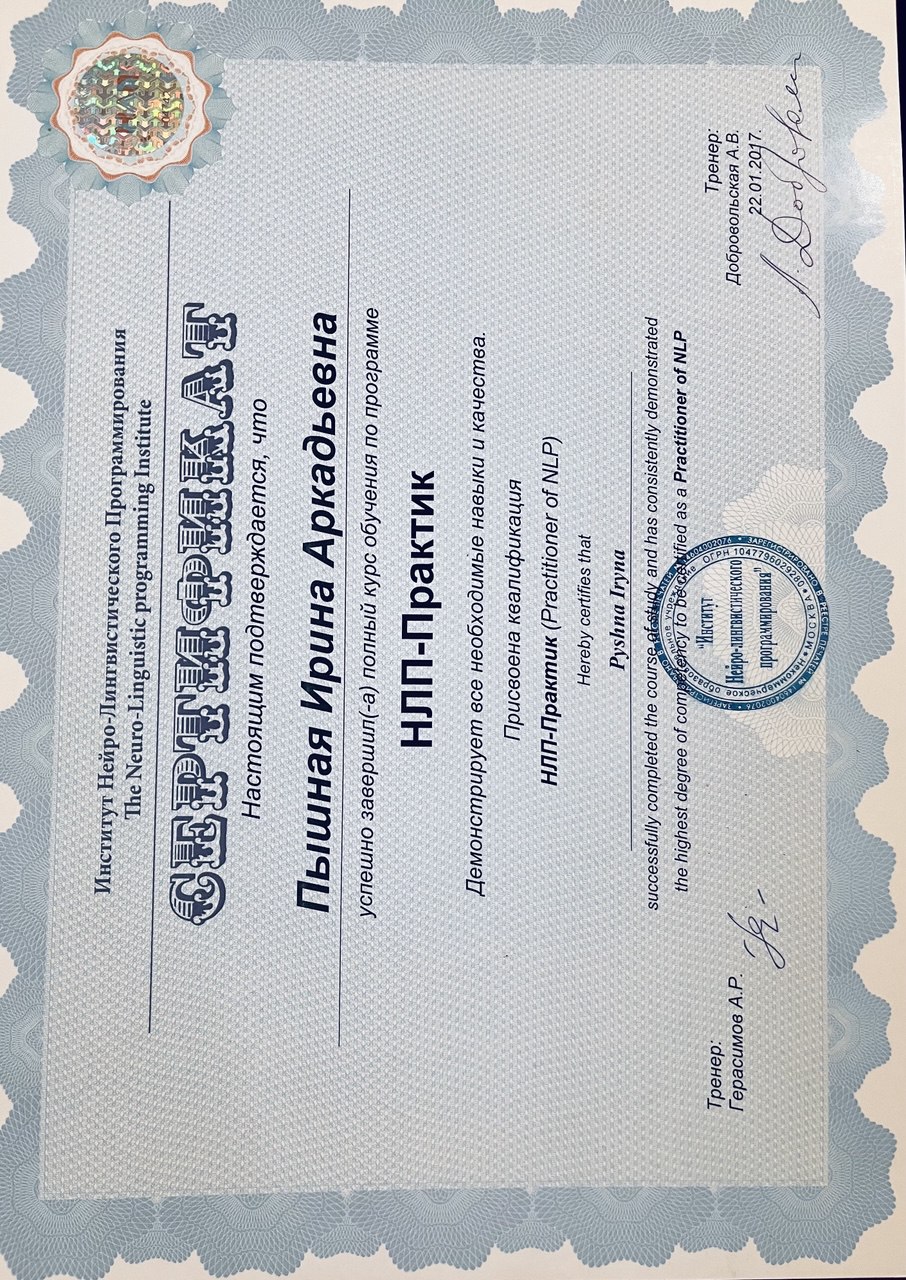 Институт Нейро-Лингвистического Программирования
The Neuro-Linguistic programming Institute
СЕРТИФИКАТ
Настоящим подтверждается, что
Пышная Ирина Аркадьевна
успешно завершил(-а) полный курс обучения по программе
НЛП-Практик
Демонстрирует все необходимые навыки и качества.
Присвоена квалификация
НЛП-Практик (Practitioner of NLP)
Hereby certifies that
Pyshna Iryna
successfully completed the course of study and has consistently demonstrated
the highest degree of competency to be certified as a Practitioner of NLP
Тренер:
Герасимов А.Р.
"Институт
Нейро-лингвистического
программирования"
ОГРН 1047796029280
МОСКВА
Тренер:
Добровольская А.В.
22.01.2017.
А. Доброволь